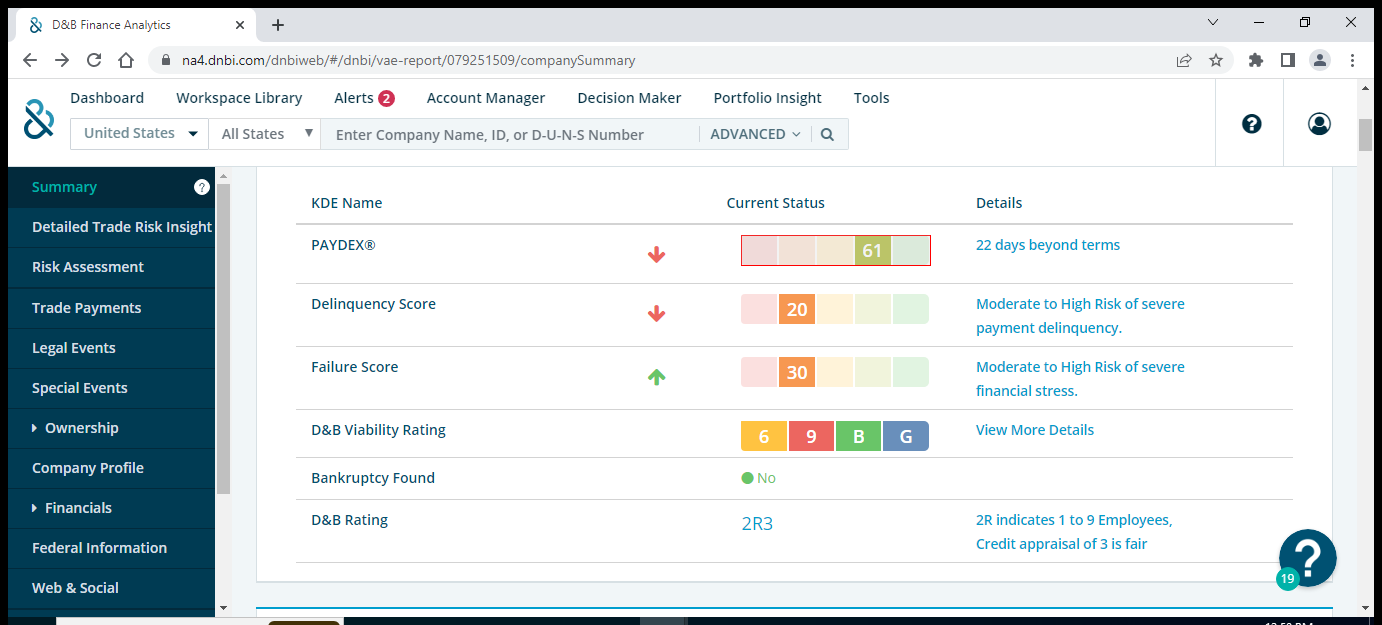 D&B Finance Analytics
na4.dnbi.com/dnbiweb/#/dnbi/vae-report/079251509/companySummary
Dashboard Workspace Library Alerts 2 Account Manager Decision Maker Portfolio Insight Tools
United States All States Enter Company Name, ID, or D-U-N-S Number ADVANCED
Summary ?
Detailed Trade Risk Insight
Risk Assessment
Trade Payments
Legal Events
Special Events
Ownership
Company Profile
Financials
Federal Information
Web & Social
KDE Name Current Status Details
PAYDEX® 61 22 days beyond terms
Delinquency Score 20 Moderate to High Risk of severe
payment delinquency.
Failure Score 30 Moderate to High Risk of severe
financial stress.
D&B Viability Rating 6 9 B G View More Details
Bankruptcy Found No
D&B Rating 2R3 2R indicates 1 to 9 Employees,
Credit appraisal of 3 is fair
?
19